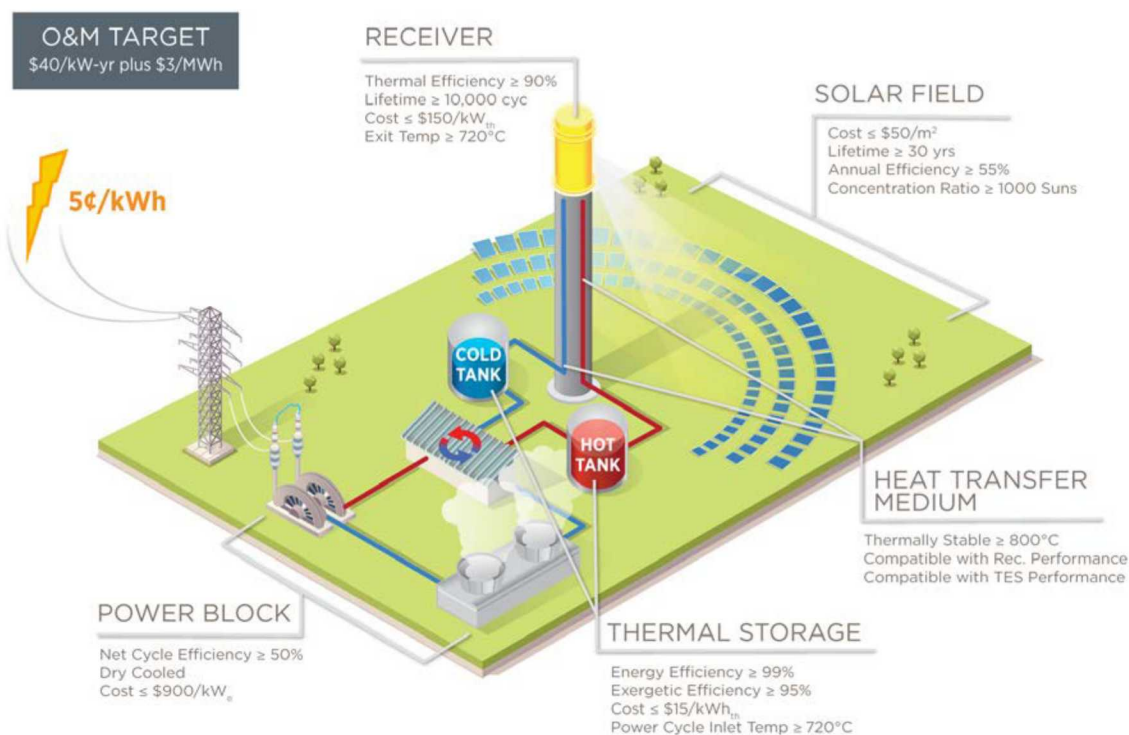 O&M TARGET
$40/kW-yr plus $3/MWh
5¢/kWh
RECEIVER
Thermal Efficiency ≥ 90%
Lifetime ≥ 10,000 cyc
Cost ≤ $150/kWth
Exit Temp ≥ 720°C
SOLAR FIELD
Cost ≤ $50/m²
Lifetime ≥ 30 yrs
Annual Efficiency ≥ 55%
Concentration Ratio ≥ 1000 Suns
COLD
TANK
HOT
TANK
HEAT TRANSFER
MEDIUM
Thermally Stable ≥ 800°C
Compatible with Rec. Performance
Compatible with TES Performance
POWER BLOCK
Net Cycle Efficiency ≥ 50%
Dry Cooled
Cost ≤ $900/kWe
THERMAL STORAGE
Energy Efficiency ≥ 99%
Exergetic Efficiency ≥ 95%
Cost ≤ $15/kWhth
Power Cycle Inlet Temp ≥ 720°C